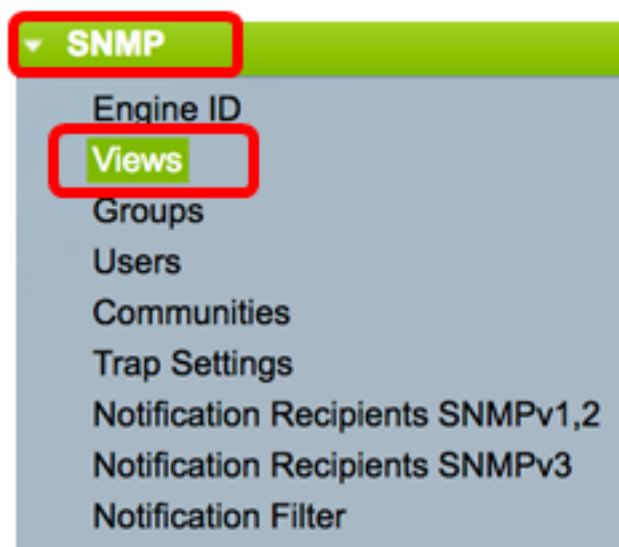 SNMP
Engine ID
Views
Groups
Users
Communities
Trap Settings
Notification Recipients SNMPv1,2
Notification Recipients SNMPv3
Notification Filter